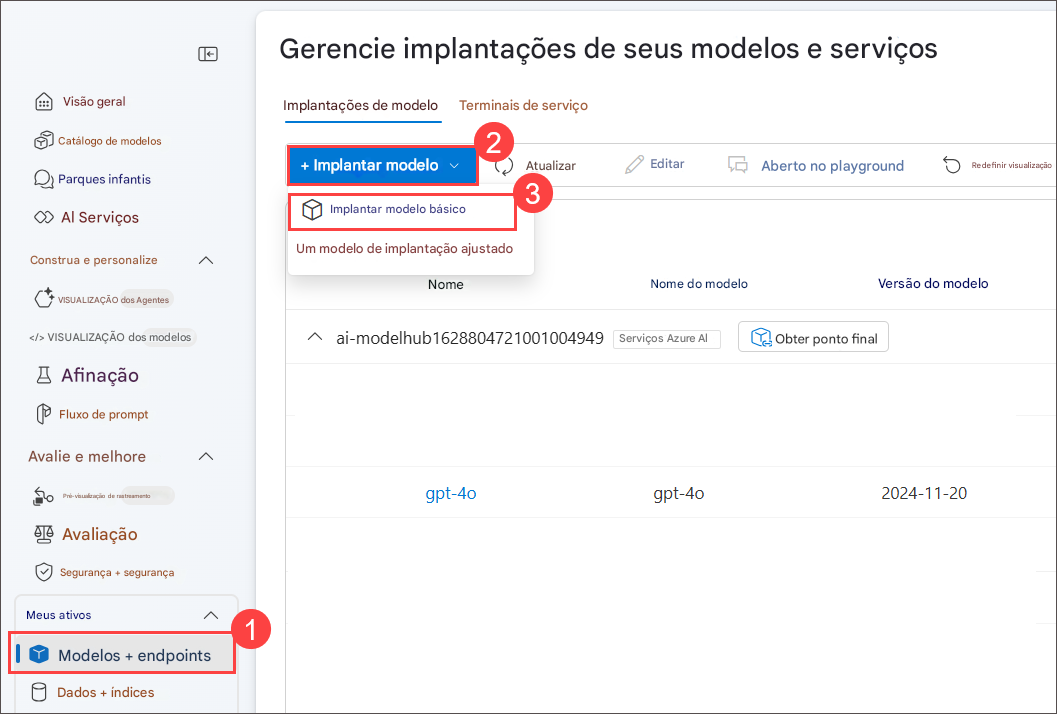 Gerencie implantações de seus modelos e serviços
Visão geral
Catálogo de modelos
Parques infantis
AI Serviços
Construa e personalize
VISUALIZAÇÃO dos Agentes
</> VISUALIZAÇÃO dos modelos
Afinação
Fluxo de prompt
Avalie e melhore
Pré-visualização de rastreamento
Avaliação
Segurança + segurança
Meus ativos
1
Modelos + endpoints
Dados + índices
Implantações de modelo Terminais de serviço
2
+ Implantar modelo Atualizar Editar Aberto no playground Redefinir visualização
3
Implantar modelo básico
Um modelo de implantação ajustado
Nome Nome do modelo Versão do modelo
ai-modelhub1628804721001004949 Serviços Azure AI Obter ponto final
gpt-4o gpt-4o 2024-11-20